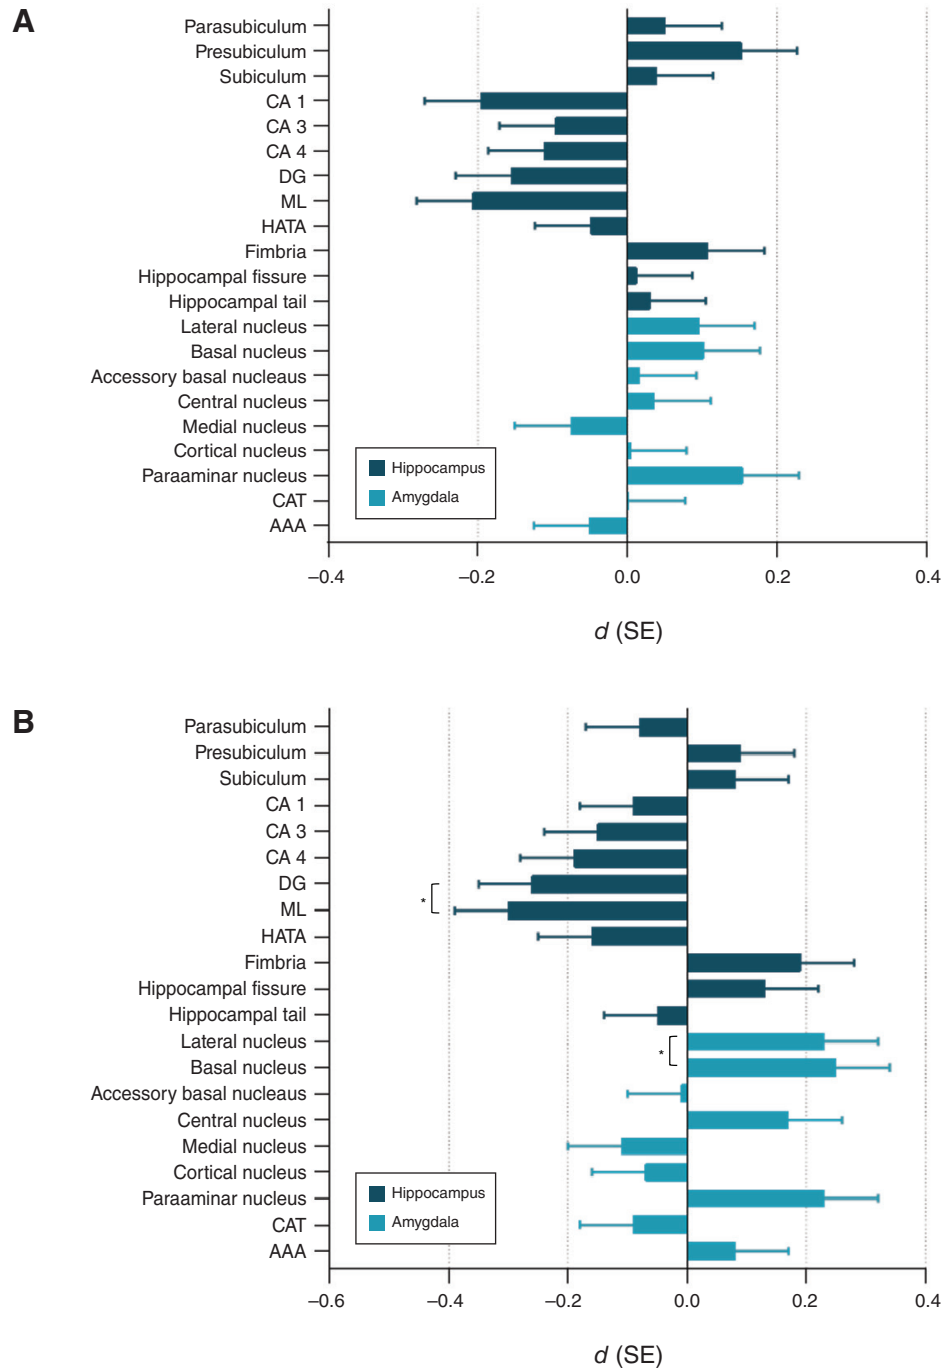 A
Parasubiculum
Presubiculum
Subiculum
CA 1
CA 3
CA 4
DG
ML
HATA
Fimbria
Hippocampal fissure
Hippocampal tail
Lateral nucleus
Basal nucleus
Accessory basal nucleaus
Central nucleus
Medial nucleus
Cortical nucleus
Paraaminar nucleus
CAT
AAA
Hippocampus
Amygdala
–0.4 –0.2 0.0 0.2 0.4
d (SE)
B
Parasubiculum
Presubiculum
Subiculum
CA 1
CA 3
CA 4
DG
*
ML
HATA
Fimbria
Hippocampal fissure
Hippocampal tail
Lateral nucleus
*
Basal nucleus
Accessory basal nucleaus
Central nucleus
Medial nucleus
Cortical nucleus
Paraaminar nucleus
CAT
AAA
Hippocampus
Amygdala
–0.6 –0.4 –0.2 0.0 0.2 0.4
d (SE)